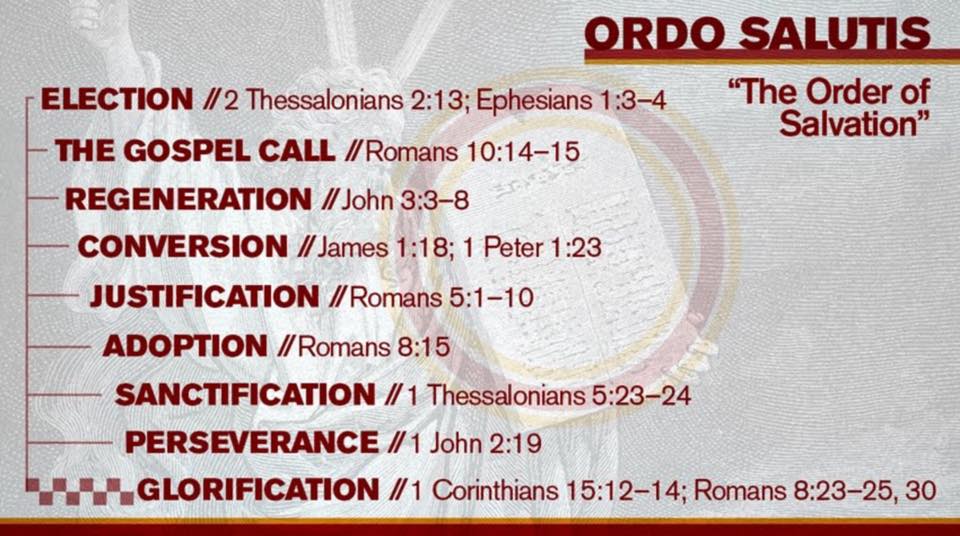 ORDO SALUTIS
“The Order of
Salvation”
ELECTION // 2 Thessalonians 2:13; Ephesians 1:3–4
THE GOSPEL CALL // Romans 10:14–15
REGENERATION // John 3:3–8
CONVERSION // James 1:18; 1 Peter 1:23
JUSTIFICATION // Romans 5:1–10
ADOPTION // Romans 8:15
SANCTIFICATION // 1 Thessalonians 5:23–24
PERSEVERANCE // 1 John 2:19
GLORIFICATION // 1 Corinthians 15:12–14; Romans 8:23–25, 30